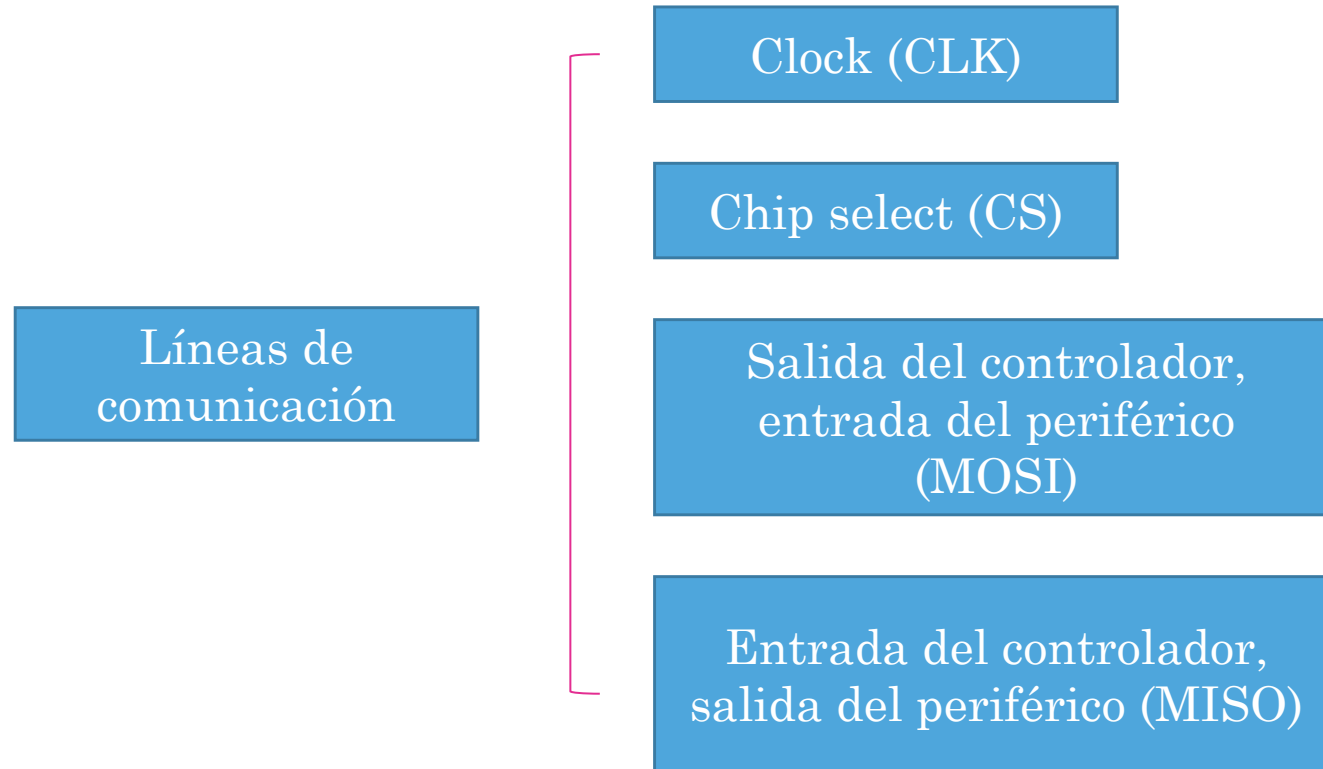 Clock (CLK)
Chip select (CS)
Líneas de
comunicación
Salida del controlador,
entrada del periférico
(MOSI)
Entrada del controlador,
salida del periférico (MISO)